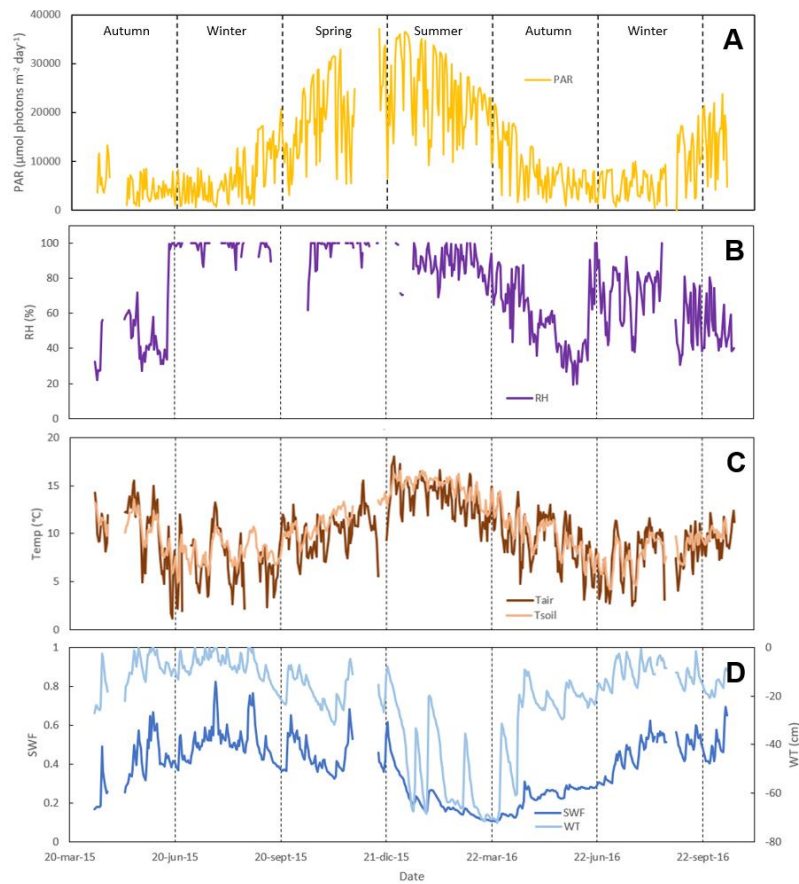 Autumn Winter Spring Summer Autumn Winter
A
40000
30000
20000
10000
0
PAR (µmol photons m⁻² day⁻¹)
PAR
B
100
80
60
40
20
0
RH (%)
RH
C
20
15
10
5
0
Temp (°C)
Tair
Tsoil
D
1
0.8
0.6
0.4
0.2
0
SWF
0
-20
-40
-60
-80
WT (cm)
SWF
WT
20-mar-15 20-jun-15 20-sept-15 21-dic-15 22-mar-16 22-jun-16 22-sept-16
Date